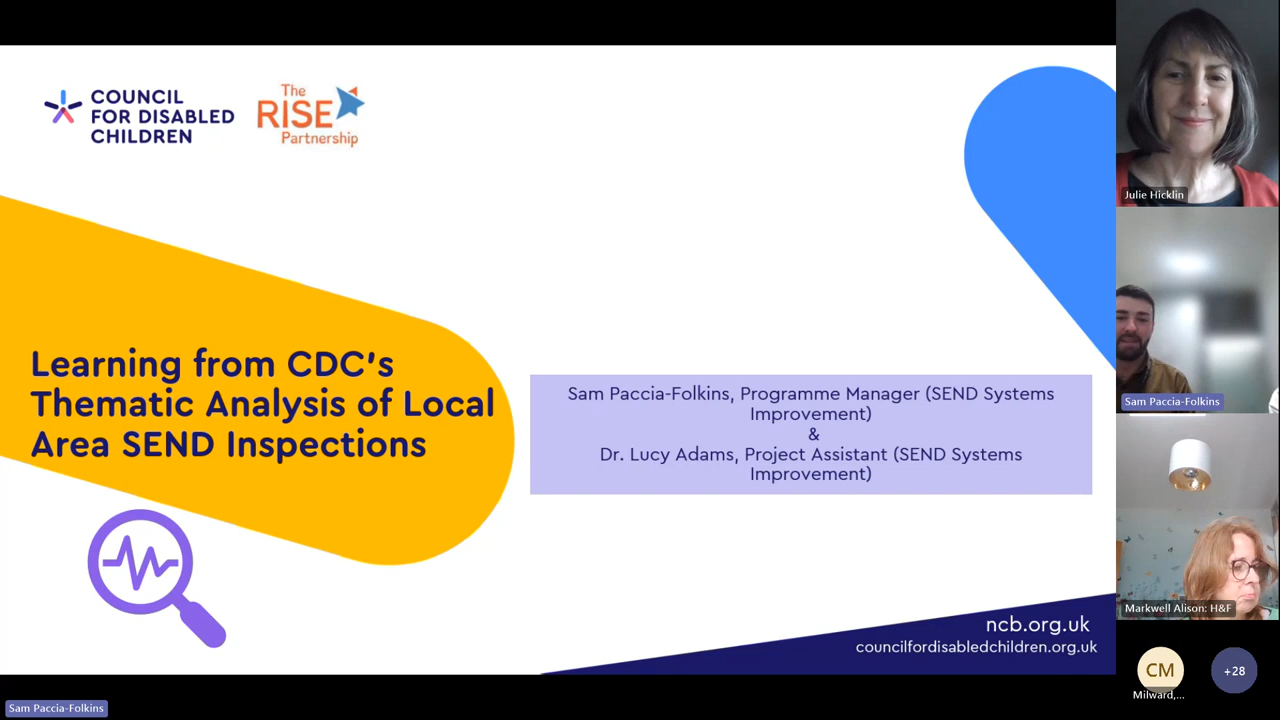 COUNCIL
FOR DISABLED
CHILDREN
The
RISE
Partnership
Learning from CDC's
Thematic Analysis of Local
Area SEND Inspections
Sam Paccia-Folkins, Programme Manager (SEND Systems
Improvement)
&
Dr. Lucy Adams, Project Assistant (SEND Systems
Improvement)
ncb.org.uk
councilfordisabledchildren.org.uk
Sam Paccia-Folkins
Julie Hicklin
Sam Paccia-Folkins
Markwell Alison: H&F
CM
Milward,...
+28